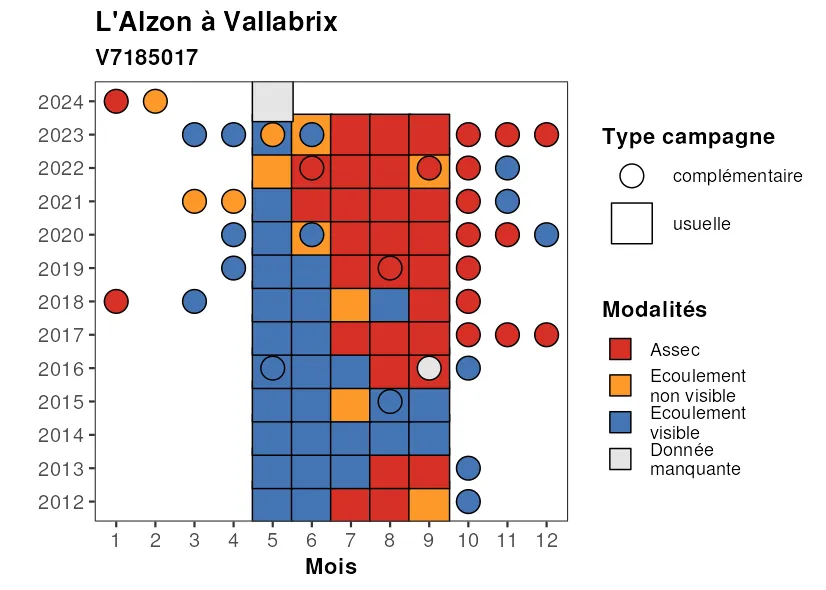 L'Alzon à Vallabrix
V7185017
2024
2023
2022
2021
2020
2019
2018
2017
2016
2015
2014
2013
2012
1 2 3 4 5 6 7 8 9 10 11 12
Mois
Type campagne
complémentaire
usuelle
Modalités
Assec
Ecoulement
non visible
Ecoulement
visible
Donnée
manquante